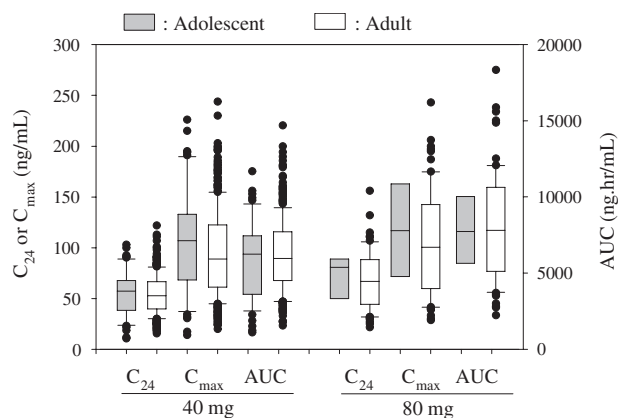 : Adolescent : Adult
300
250
200
150
100
50
0
C24 or Cmax (ng/mL)
20000
15000
10000
5000
0
AUC (ng.hr/mL)
C24 Cmax AUC C24 Cmax AUC
40 mg 80 mg